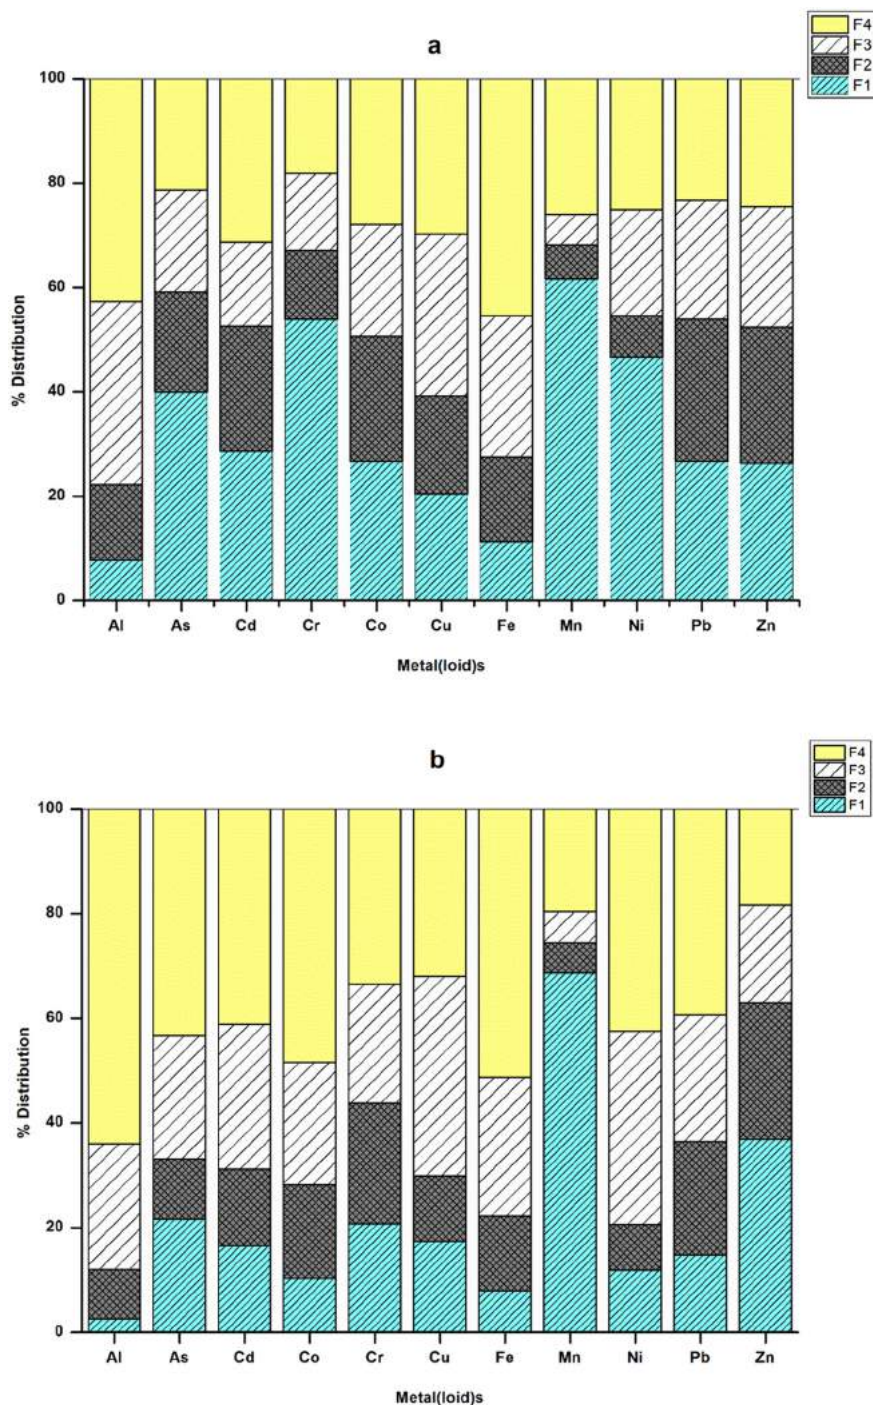 a
F4
F3
F2
F1
100
80
60
40
20
0
% Distribution
Al As Cd Cr Co Cu Fe Mn Ni Pb Zn
Metal(loid)s
b
F4
F3
F2
F1
100
80
60
40
20
0
% Distribution
Al As Cd Co Cr Cu Fe Mn Ni Pb Zn
Metal(loid)s